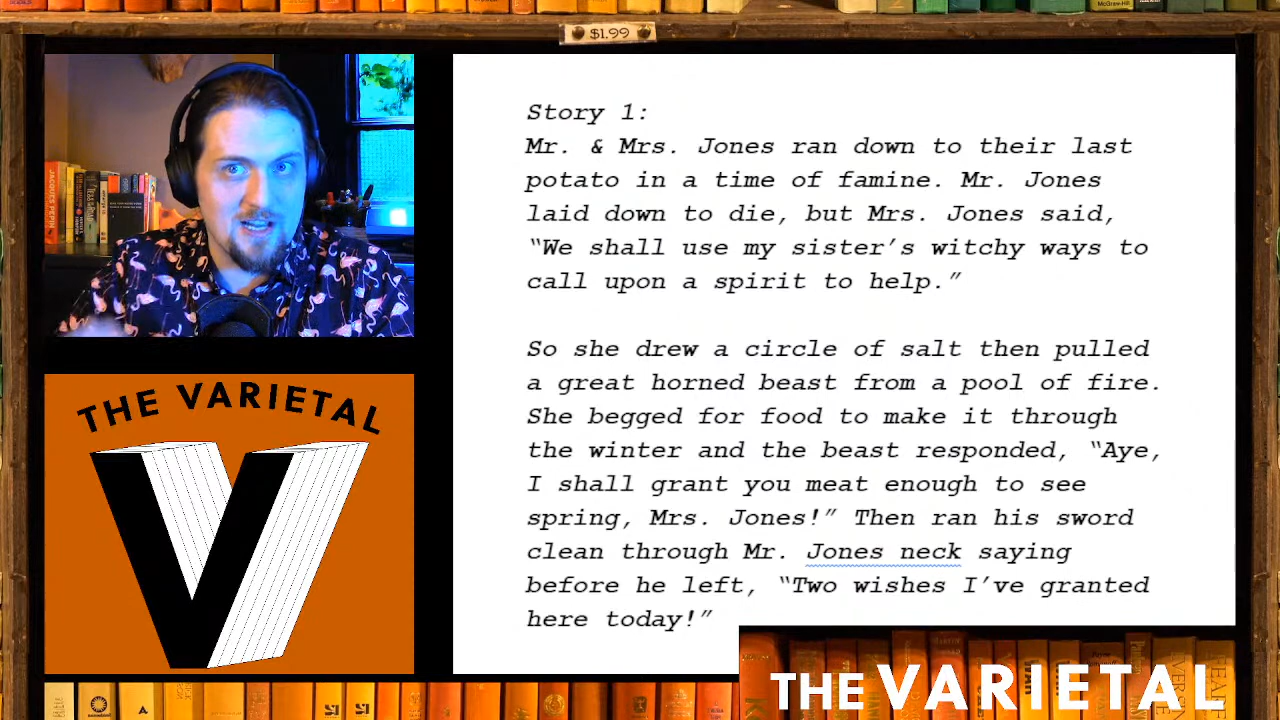 McGraw-Hill
$1.99
JACQUES PEPIN
THE VARIETAL
Story 1:
Mr. & Mrs. Jones ran down to their last
potato in a time of famine. Mr. Jones
laid down to die, but Mrs. Jones said,
“We shall use my sister’s witchy ways to
call upon a spirit to help.”
So she drew a circle of salt then pulled
a great horned beast from a pool of fire.
She begged for food to make it through
the winter and the beast responded, “Aye,
I shall grant you meat enough to see
spring, Mrs. Jones!” Then ran his sword
clean through Mr. Jones neck saying
before he left, “Two wishes I’ve granted
here today!”
THE VARIETAL